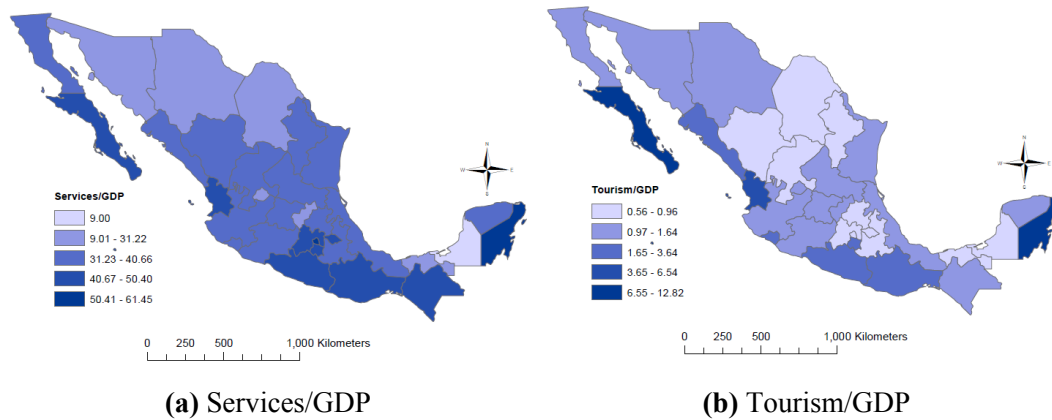 Services/GDP
9.00
9.01 - 31.22
31.23 - 40.66
40.67 - 50.40
50.41 - 61.45
0 250 500 1,000 Kilometers
N
W E
S
(a) Services/GDP
Tourism/GDP
0.56 - 0.96
0.97 - 1.64
1.65 - 3.64
3.65 - 6.54
6.55 - 12.82
0 250 500 1,000 Kilometers
N
W E
S
(b) Tourism/GDP